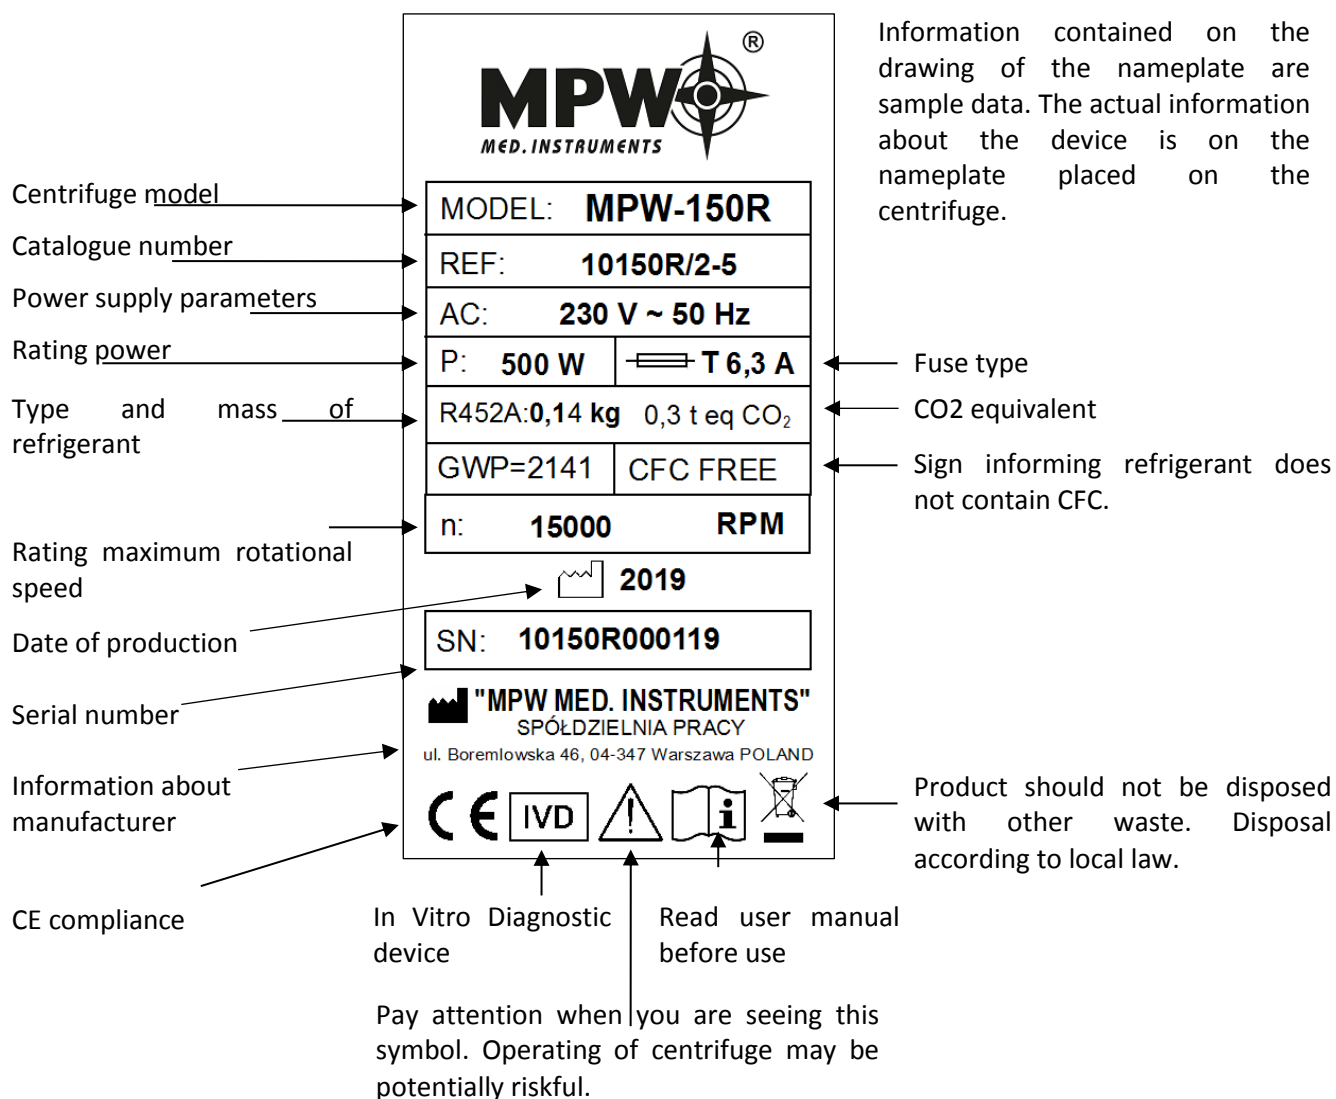 MPW
®
MED. INSTRUMENTS
Information contained on the
drawing of the nameplate are
sample data. The actual information
about the device is on the
nameplate placed on the
centrifuge.
Centrifuge model
MODEL: MPW-150R
Catalogue number
REF: 10150R/2-5
Power supply parameters
AC: 230 V ~ 50 Hz
Rating power
P: 500 W
T 6,3 A
Fuse type
Type and mass of
refrigerant
R452A:0,14 kg 0,3 t eq CO₂
CO2 equivalent
GWP=2141
CFC FREE
Sign informing refrigerant does
not contain CFC.
n: 15000 RPM
Rating maximum rotational
speed
2019
Date of production
SN: 10150R000119
Serial number
"MPW MED. INSTRUMENTS"
SPÓŁDZIELNIA PRACY
ul. Boremlowska 46, 04-347 Warszawa POLAND
Information about
manufacturer
CE
IVD
i
Product should not be disposed
with other waste. Disposal
according to local law.
CE compliance
In Vitro Diagnostic
device
Read user manual
before use
Pay attention when you are seeing this
symbol. Operating of centrifuge may be
potentially riskful.